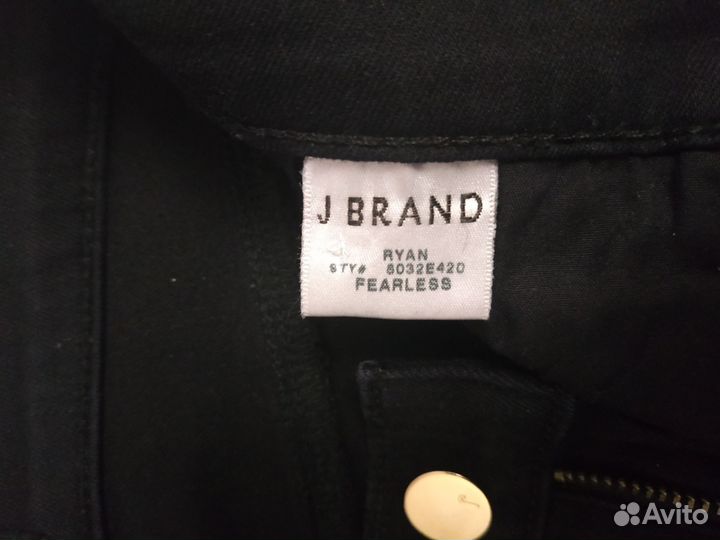 J BRAND
RYAN
STY# 8032E420
FEARLESS
Avito